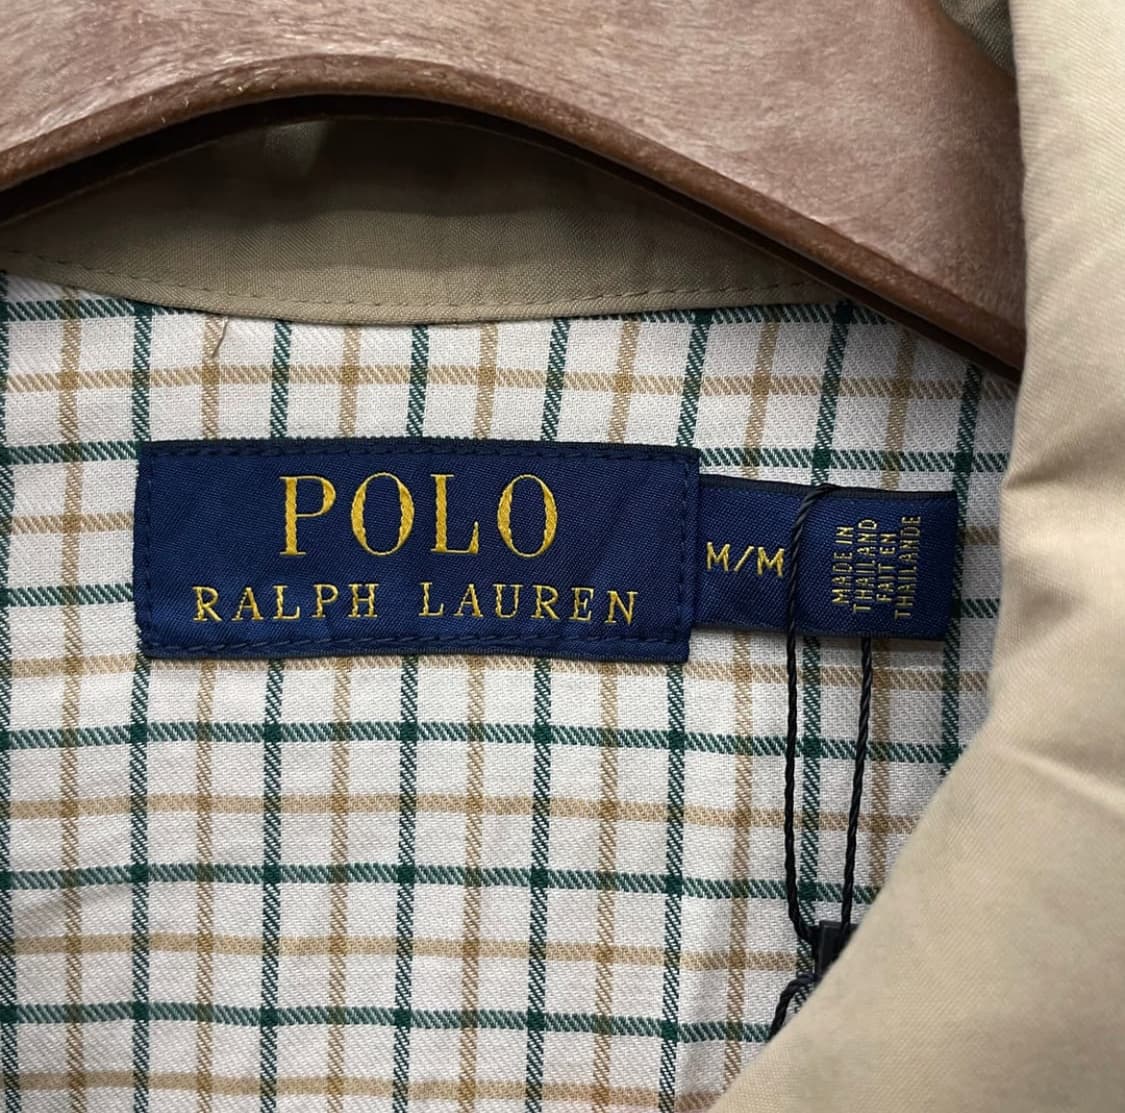 POLO
RALPH LAUREN
M/M
MADE IN
THAILAND
FAIT EN
THAILANDE